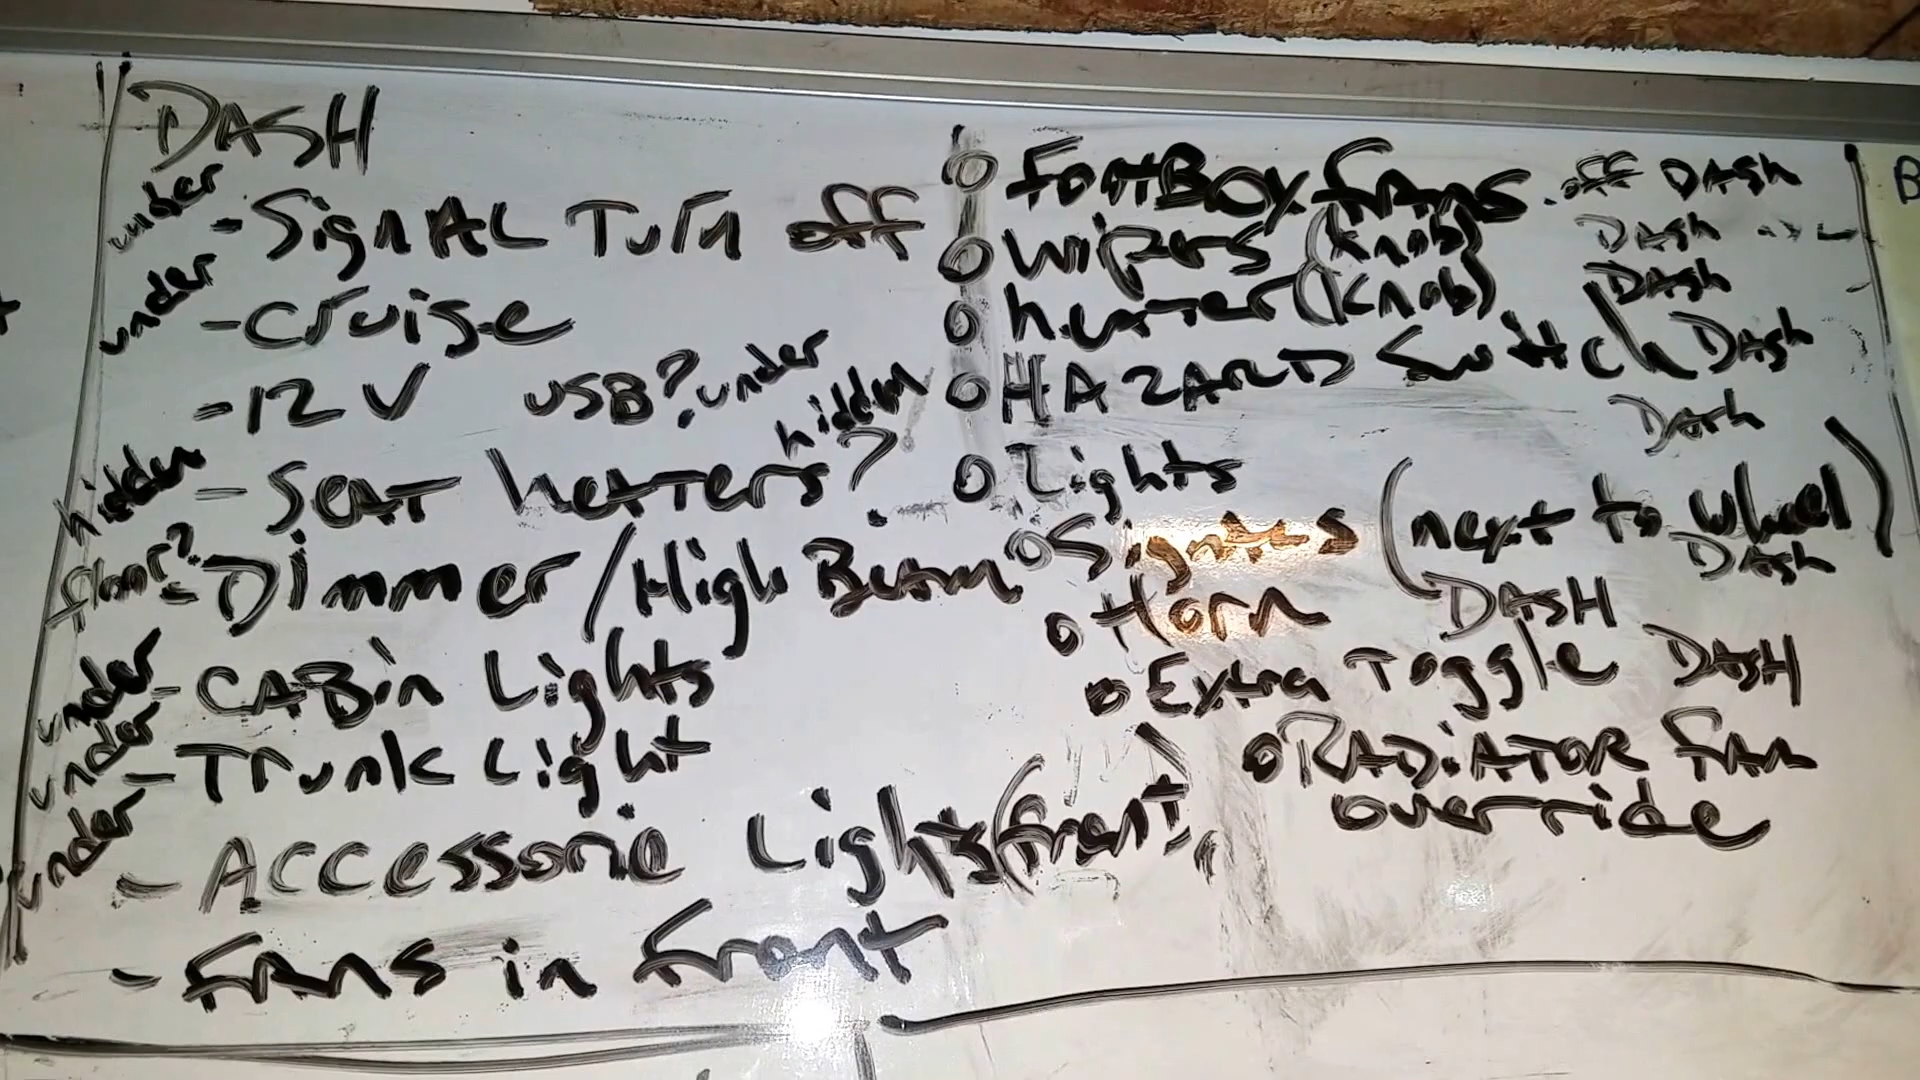 DASH
under - SignAL Turn off
under - Cruise
- 12 V USB? under
hidden - SEAT heaters? hidden
floor? - Dimmer / High Beam
under - CABin Lights
under - Trunk Light
under - Accessorie Lights (front)
- fans in front
o FootBox fans off DAsh
o wipers (knob) DAsh
o heater (knob) DAsh
o HAZARD Switch DAsh
o lights DAsh
o Signals (next to wheel) DAsh
o Horn DASH
o Extra Toggle DASH
o RADiATOR fan
override
B